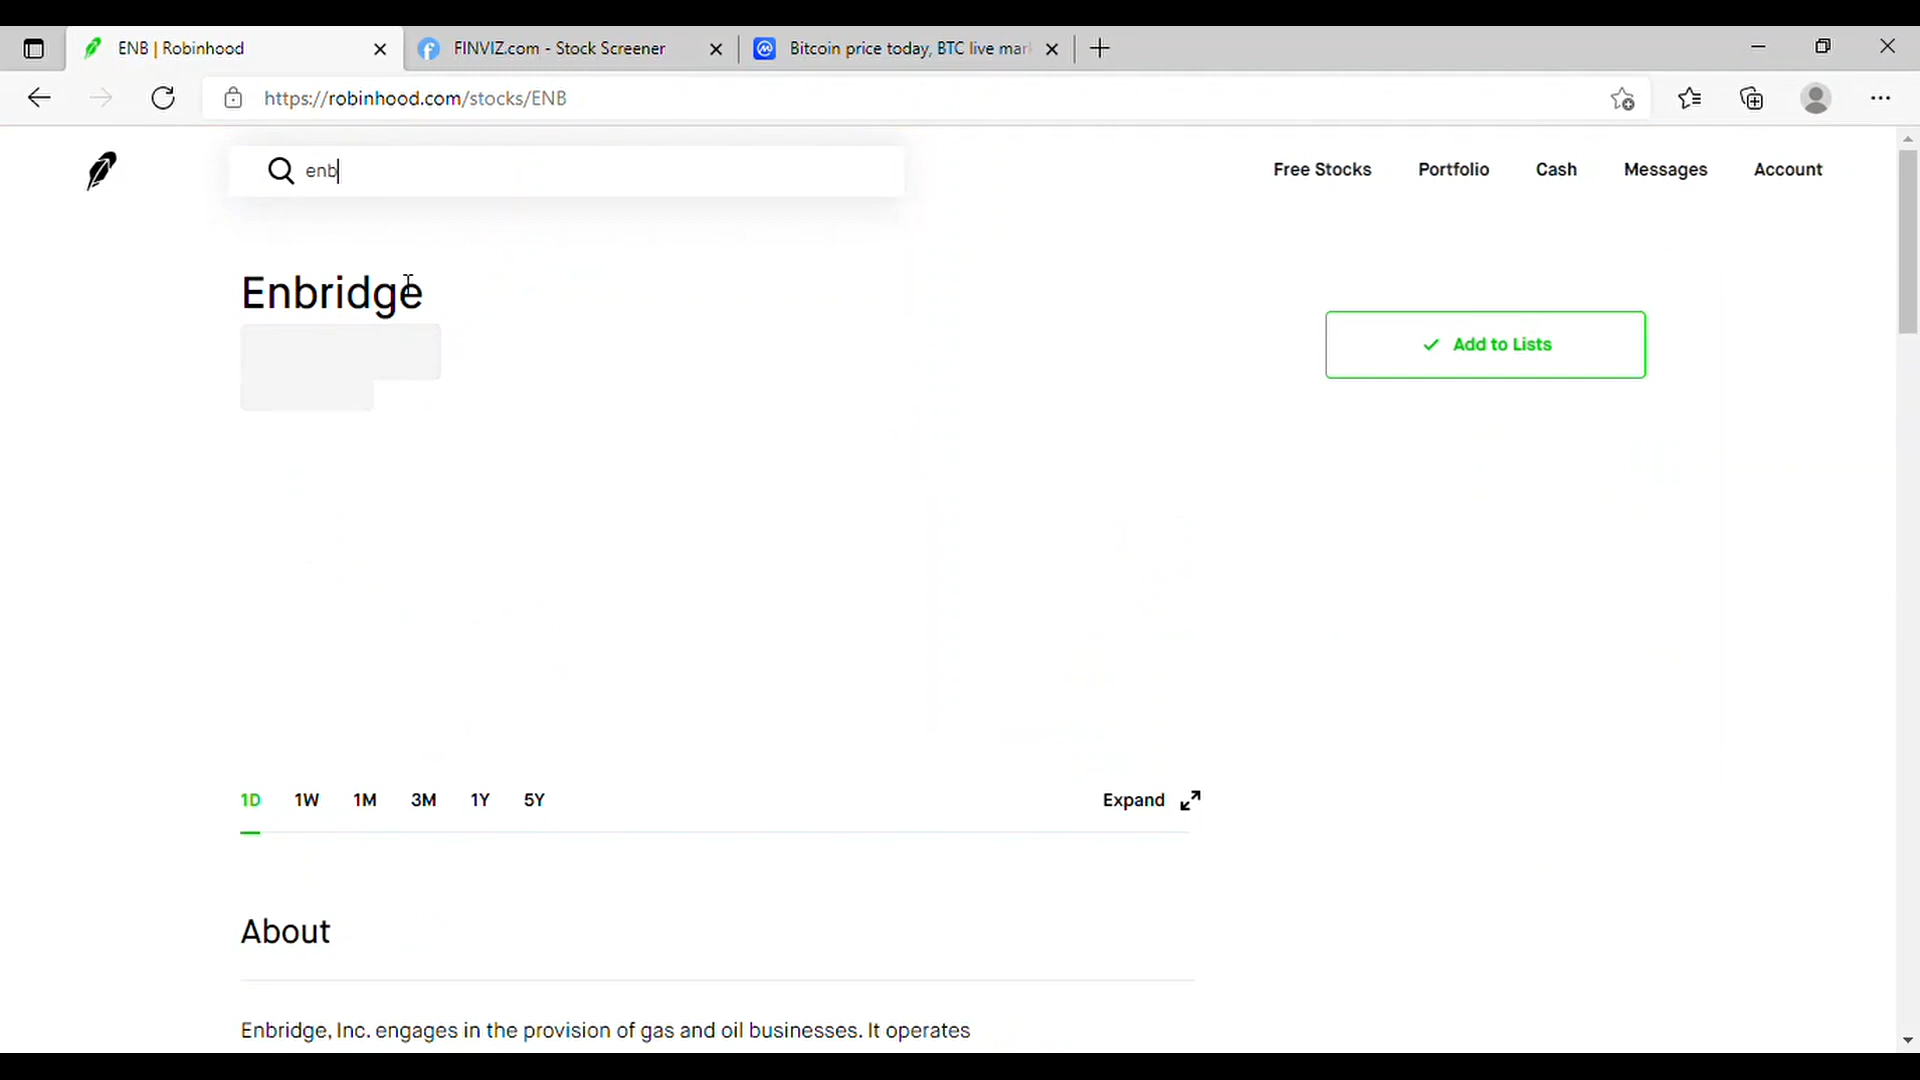 ENB | Robinhood
FINVIZ.com - Stock Screener
Bitcoin price today, BTC live mar
https://robinhood.com/stocks/ENB
enb
Free Stocks
Portfolio
Cash
Messages
Account
Enbridge
Add to Lists
1D 1W 1M 3M 1Y 5Y
Expand
About
Enbridge, Inc. engages in the provision of gas and oil businesses. It operates